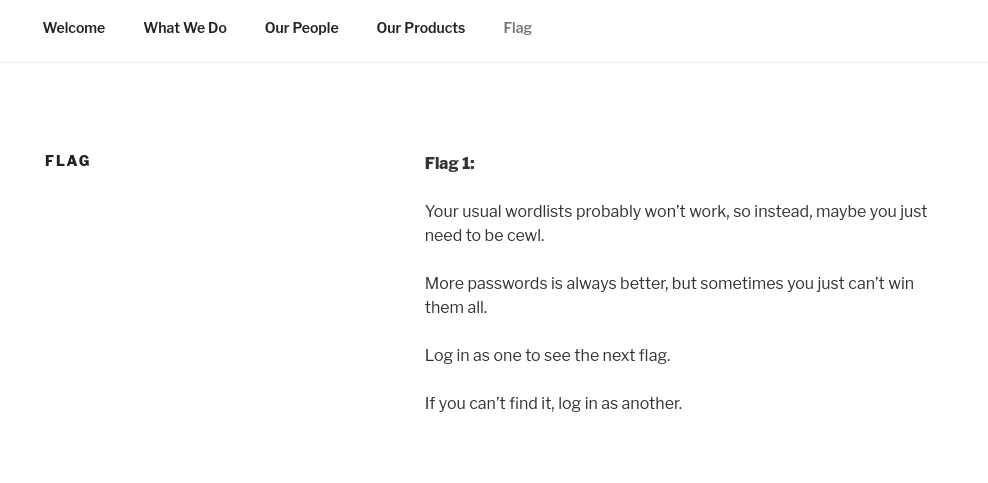 Welcome What We Do Our People Our Products Flag
FLAG
Flag 1:
Your usual wordlists probably won’t work, so instead, maybe you just
need to be cewl.
More passwords is always better, but sometimes you just can’t win
them all.
Log in as one to see the next flag.
If you can’t find it, log in as another.